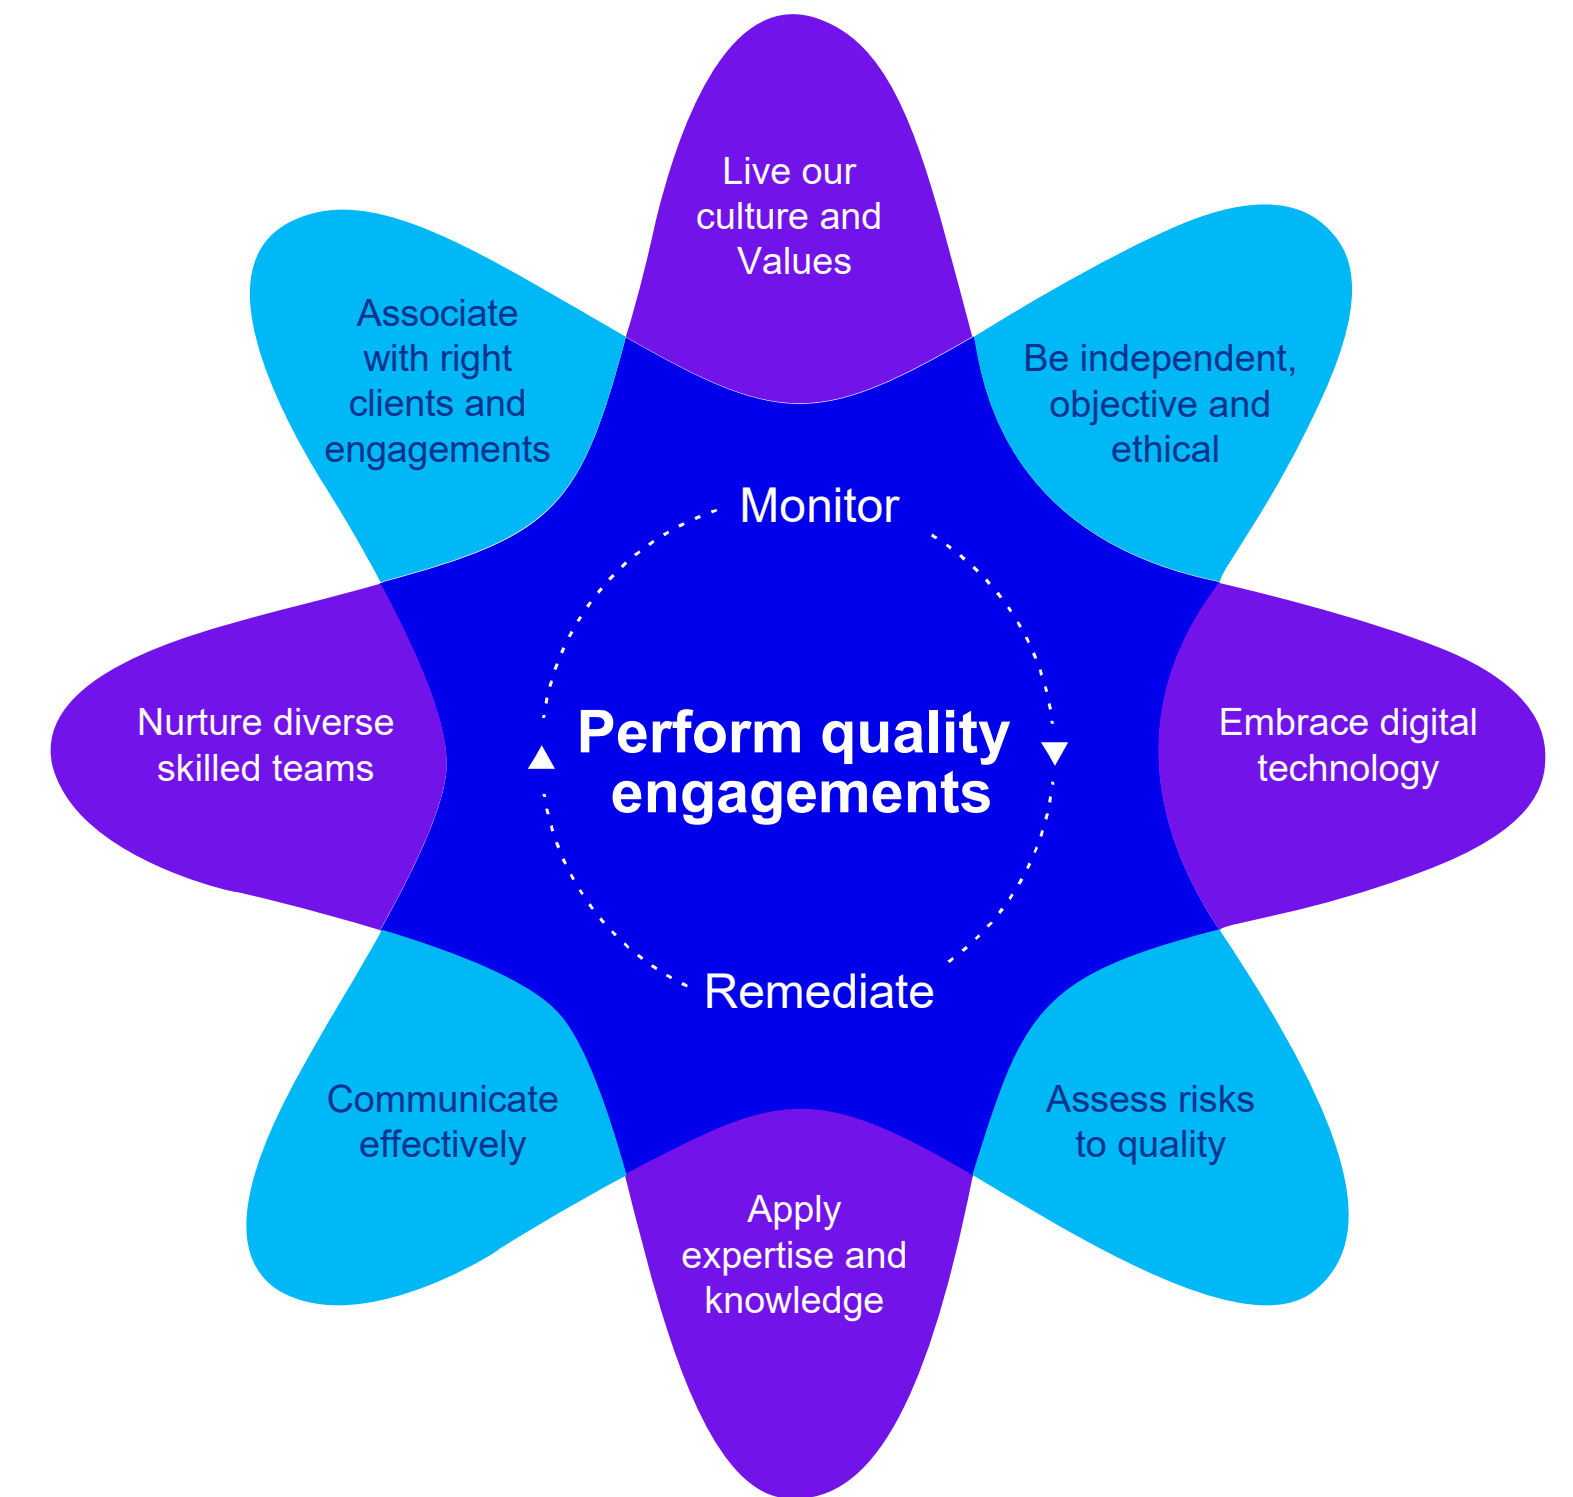 Live our
culture and
Values
Be independent,
objective and
ethical
Embrace digital
technology
Assess risks
to quality
Apply
expertise and
knowledge
Communicate
effectively
Nurture diverse
skilled teams
Associate
with right
clients and
engagements
Monitor
Perform quality
engagements
Remediate